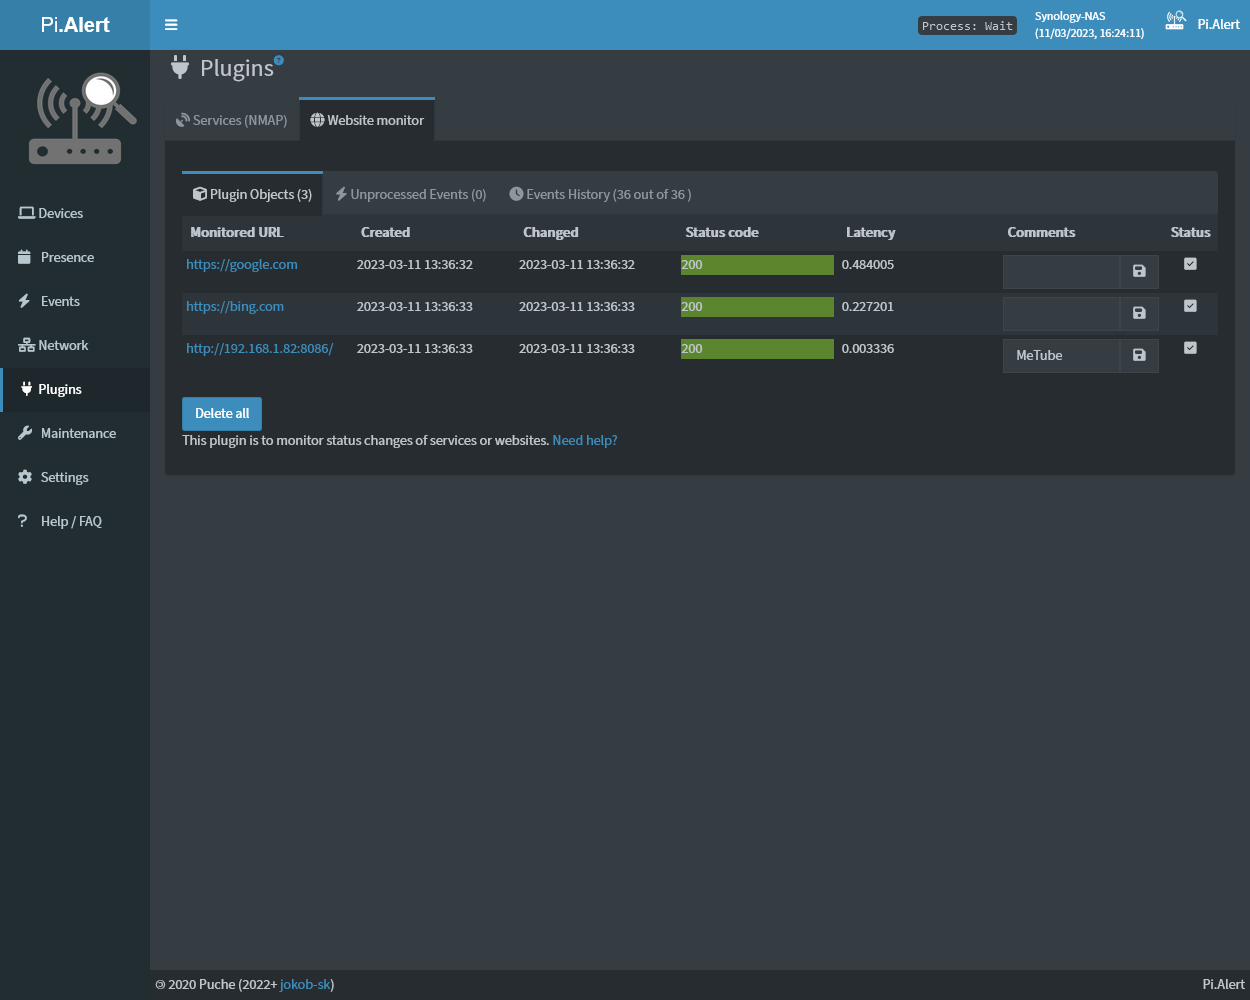 Pi.Alert
Process: Wait
Synology-NAS
(11/03/2023, 16:24:11)
Pi.Alert
Plugins
?
Services (NMAP)
Website monitor
Devices
Presence
Events
Network
Plugins
Maintenance
Settings
Help / FAQ
Plugin Objects (3)
Unprocessed Events (0)
Events History (36 out of 36 )
Monitored URL Created Changed Status code Latency Comments Status
https://google.com 2023-03-11 13:36:32 2023-03-11 13:36:32 200 0.484005
https://bing.com 2023-03-11 13:36:33 2023-03-11 13:36:33 200 0.227201
http://192.168.1.82:8086/ 2023-03-11 13:36:33 2023-03-11 13:36:33 200 0.003336 MeTube
Delete all
This plugin is to monitor status changes of services or websites. Need help?
© 2020 Puche (2022+ jokob-sk)
Pi.Alert